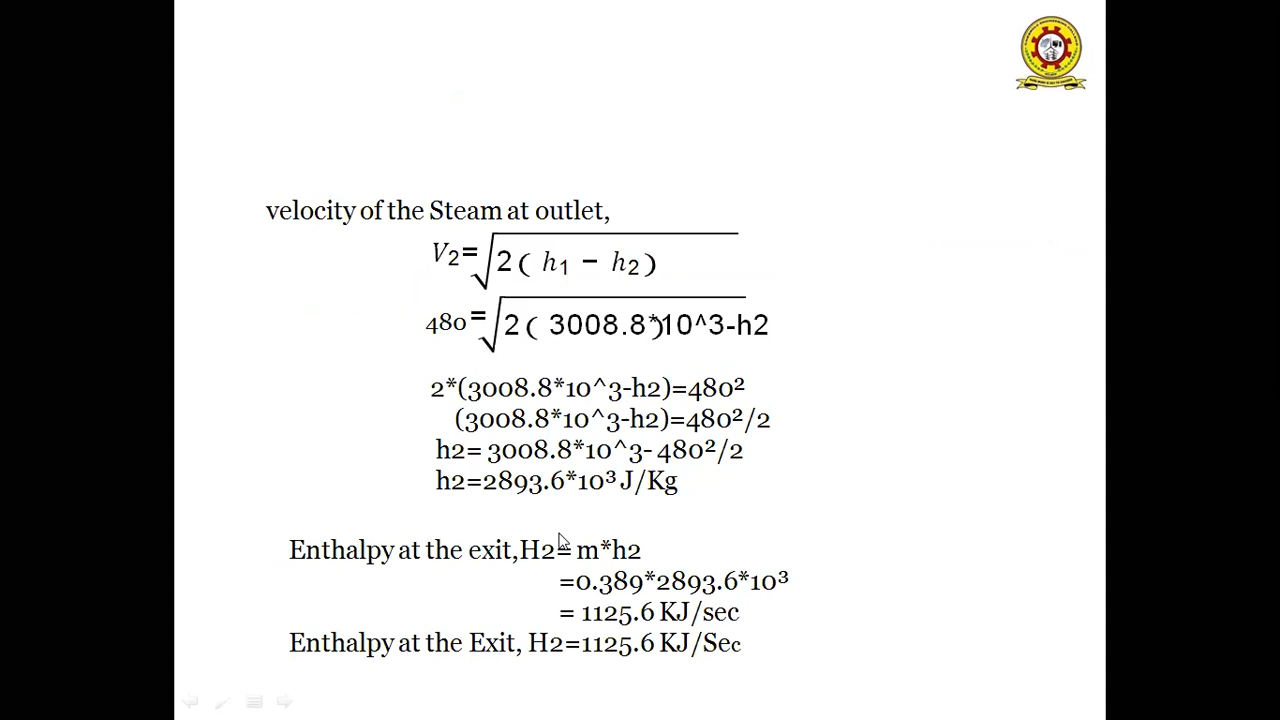 velocity of the Steam at outlet,
V2=√2( h1 − h2)
480=√2( 3008.8*)10^3-h2
2*(3008.8*10^3-h2)=480²
(3008.8*10^3-h2)=480²/2
h2= 3008.8*10^3- 480²/2
h2=2893.6*10³ J/Kg
Enthalpy at the exit,H2= m*h2
=0.389*2893.6*10³
= 1125.6 KJ/sec
Enthalpy at the Exit, H2=1125.6 KJ/Sec